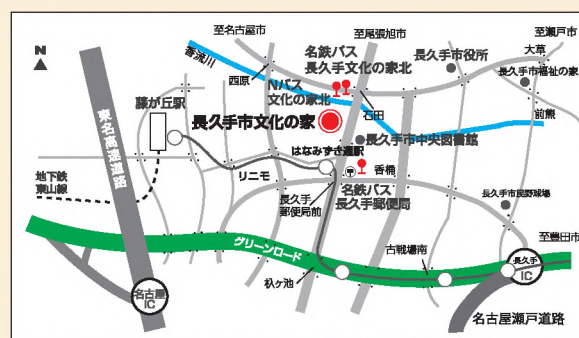 至名古屋市
至尾張旭市
至瀬戸市
N
香流川
名鉄バス
長久手文化の家北
長久手市役所
大草
西原
Nバス
文化の家北
長久手市福祉の家
藤が丘駅
石田
前熊
長久手市文化の家
東名高速道路
長久手市中央図書館
はなみずき通駅
香桶
地下鉄
東山線
リニモ
名鉄バス
長久手郵便局
長久手
郵便局前
長久手市民野球場
至豊田市
グリーンロード
古戦場南
長久手
IC
杁ヶ池
名古屋
IC
名古屋瀬戸道路